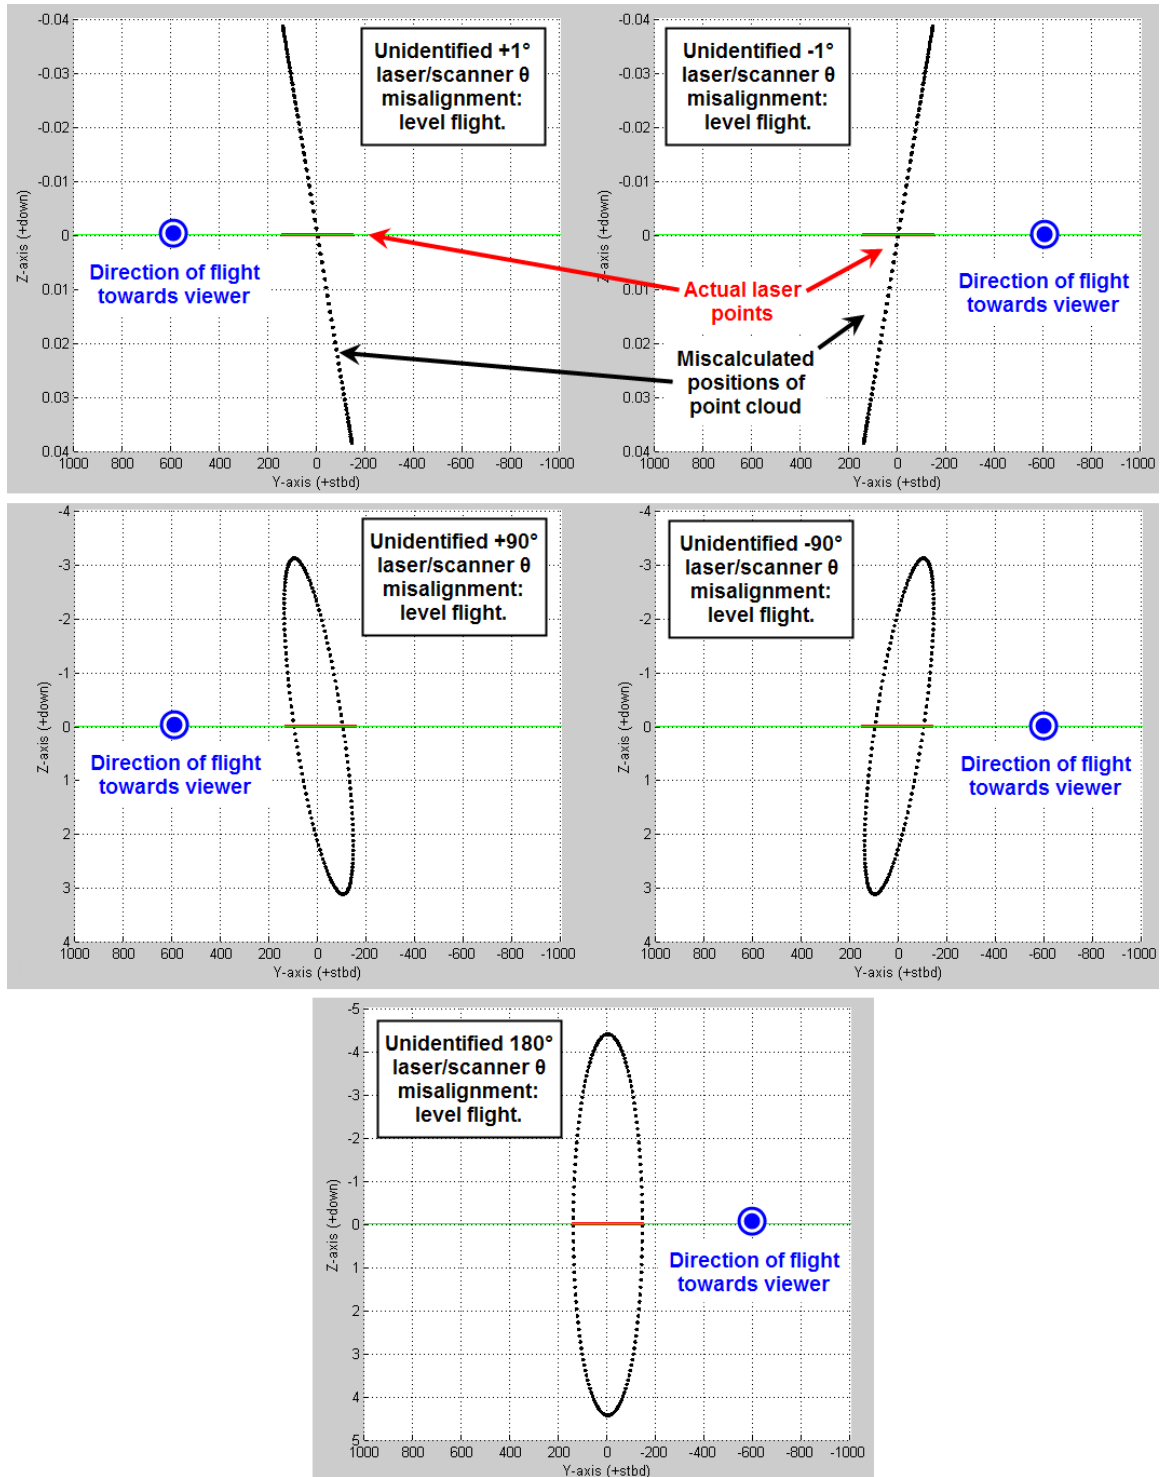 -0.04
-0.03
-0.02
-0.01
0
0.01
0.02
0.03
0.04
Z-axis (+down)
Unidentified +1°
laser/scanner θ
misalignment:
level flight.
Direction of flight
towards viewer
1000 800 600 400 200 0 -200 -400 -600 -800 -1000
Y-axis (+stbd)
-0.04
-0.03
-0.02
-0.01
0
0.01
0.02
0.03
0.04
Z-axis (+down)
Unidentified -1°
laser/scanner θ
misalignment:
level flight.
Direction of flight
towards viewer
Actual laser
points
Miscalculated
positions of
point cloud
1000 800 600 400 200 0 -200 -400 -600 -800 -1000
Y-axis (+stbd)
-4
-3
-2
-1
0
1
2
3
4
Z-axis (+down)
Unidentified +90°
laser/scanner θ
misalignment:
level flight.
Direction of flight
towards viewer
1000 800 600 400 200 0 -200 -400 -600 -800 -1000
Y-axis (+stbd)
-4
-3
-2
-1
0
1
2
3
4
Z-axis (+down)
Unidentified -90°
laser/scanner θ
misalignment:
level flight.
Direction of flight
towards viewer
1000 800 600 400 200 0 -200 -400 -600 -800 -1000
Y-axis (+stbd)
-5
-4
-3
-2
-1
0
1
2
3
4
5
Z-axis (+down)
Unidentified 180°
laser/scanner θ
misalignment:
level flight.
Direction of flight
towards viewer
1000 800 600 400 200 0 -200 -400 -600 -800 -1000
Y-axis (+stbd)